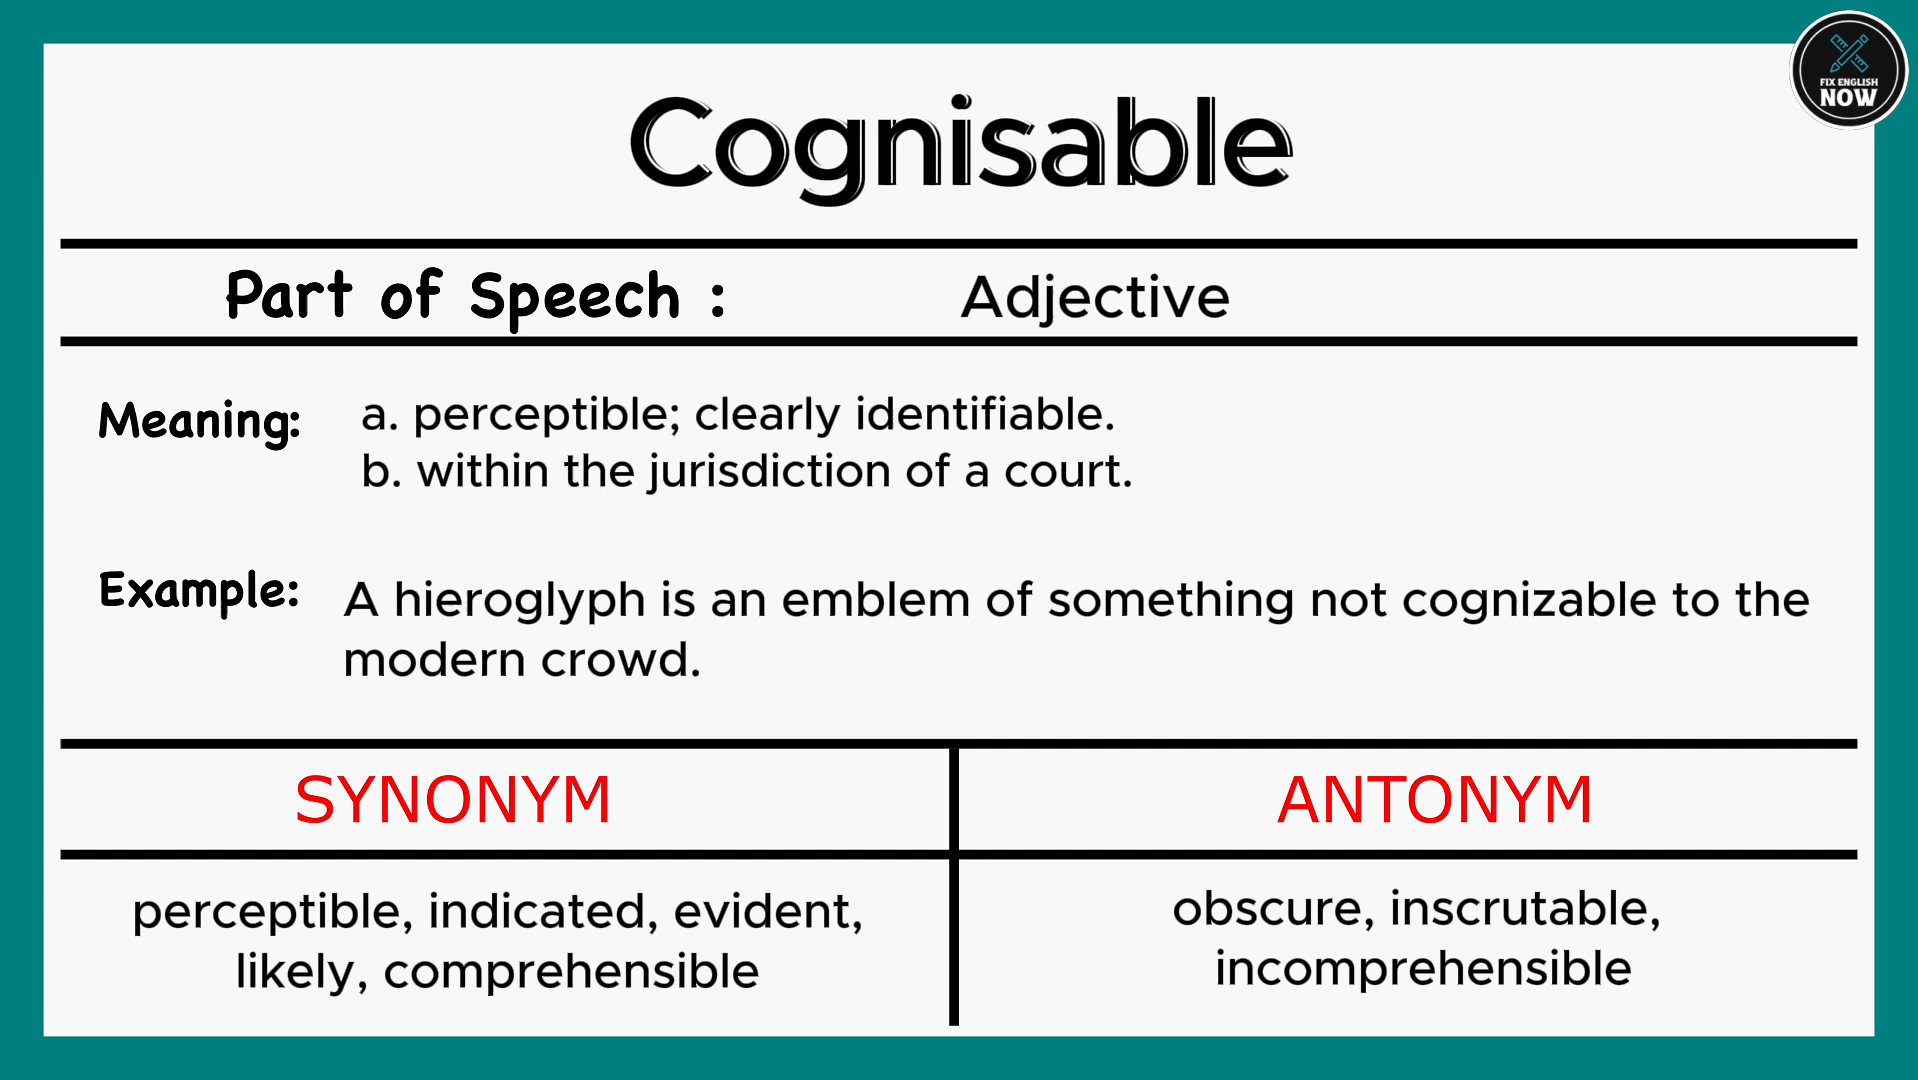 FIX ENGLISH
NOW
Cognisable
Part of Speech : Adjective
Meaning: a. perceptible; clearly identifiable.
b. within the jurisdiction of a court.
Example: A hieroglyph is an emblem of something not cognizable to the
modern crowd.
SYNONYM
ANTONYM
perceptible, indicated, evident,
likely, comprehensible
obscure, inscrutable,
incomprehensible